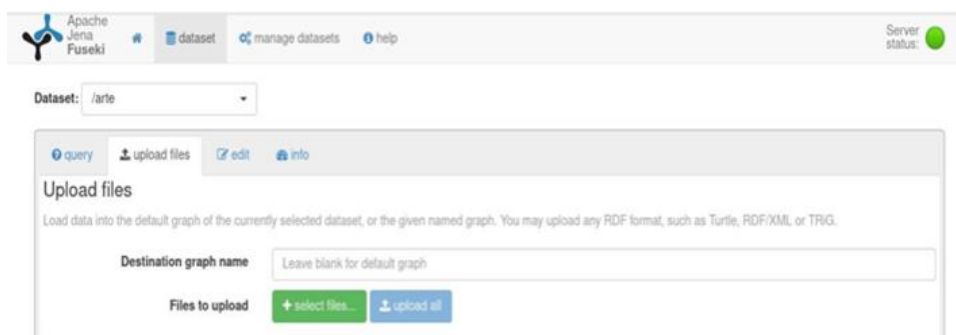 Apache
Jena
Fuseki
dataset
manage datasets
help
Server
status:
Dataset: /arte
query
upload files
edit
info
Upload files
Load data into the default graph of the currently selected dataset, or the given named graph. You may upload any RDF format, such as Turtle, RDF/XML or TRiG.
Destination graph name
Leave blank for default graph
Files to upload
+ select files...
upload all